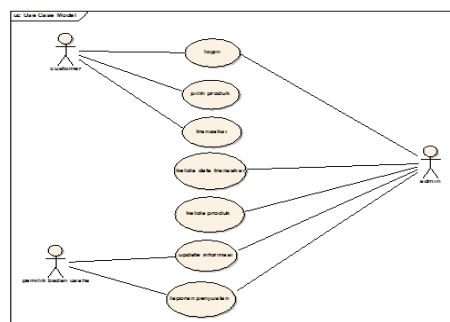 uc Use Case Model
login
customer
pilih produk
transaksi
kelola data transaksi
admin
kelola produk
update informasi
pemilik badan usaha
laporan penjualan